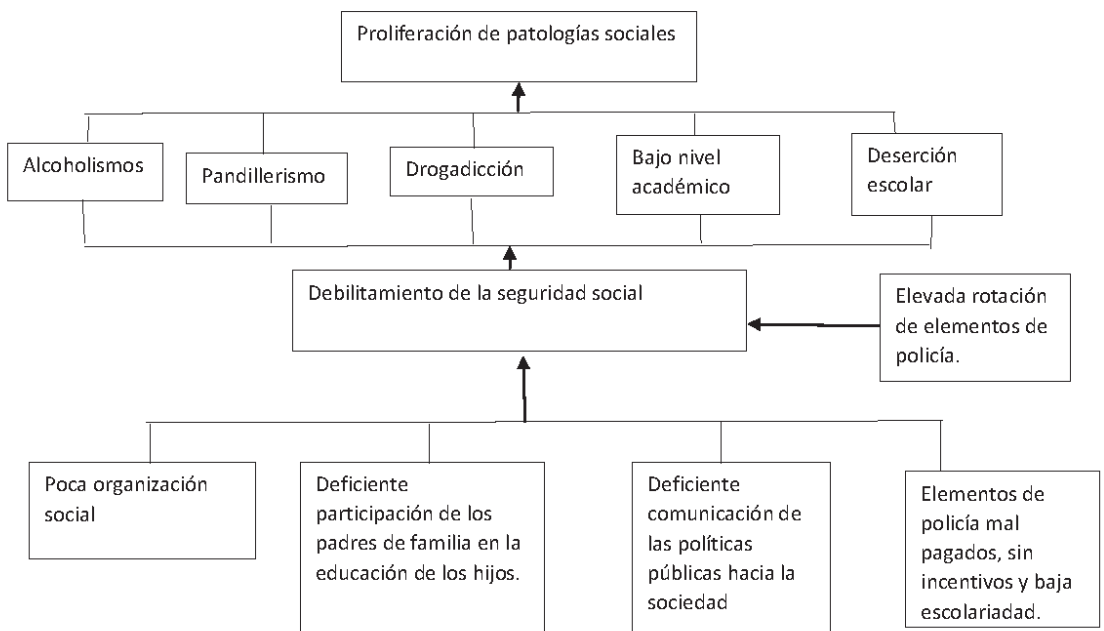 Proliferación de patologías sociales
Alcoholismos
Pandillerismo
Drogadicción
Bajo nivel
académico
Deserción
escolar
Debilitamiento de la seguridad social
Elevada rotación
de elementos de
policía.
Poca organización
social
Deficiente
participación de los
padres de familia en la
educación de los hijos.
Deficiente
comunicación de
las políticas
públicas hacia la
sociedad
Elementos de
policía mal
pagados, sin
incentivos y baja
escolariadad.